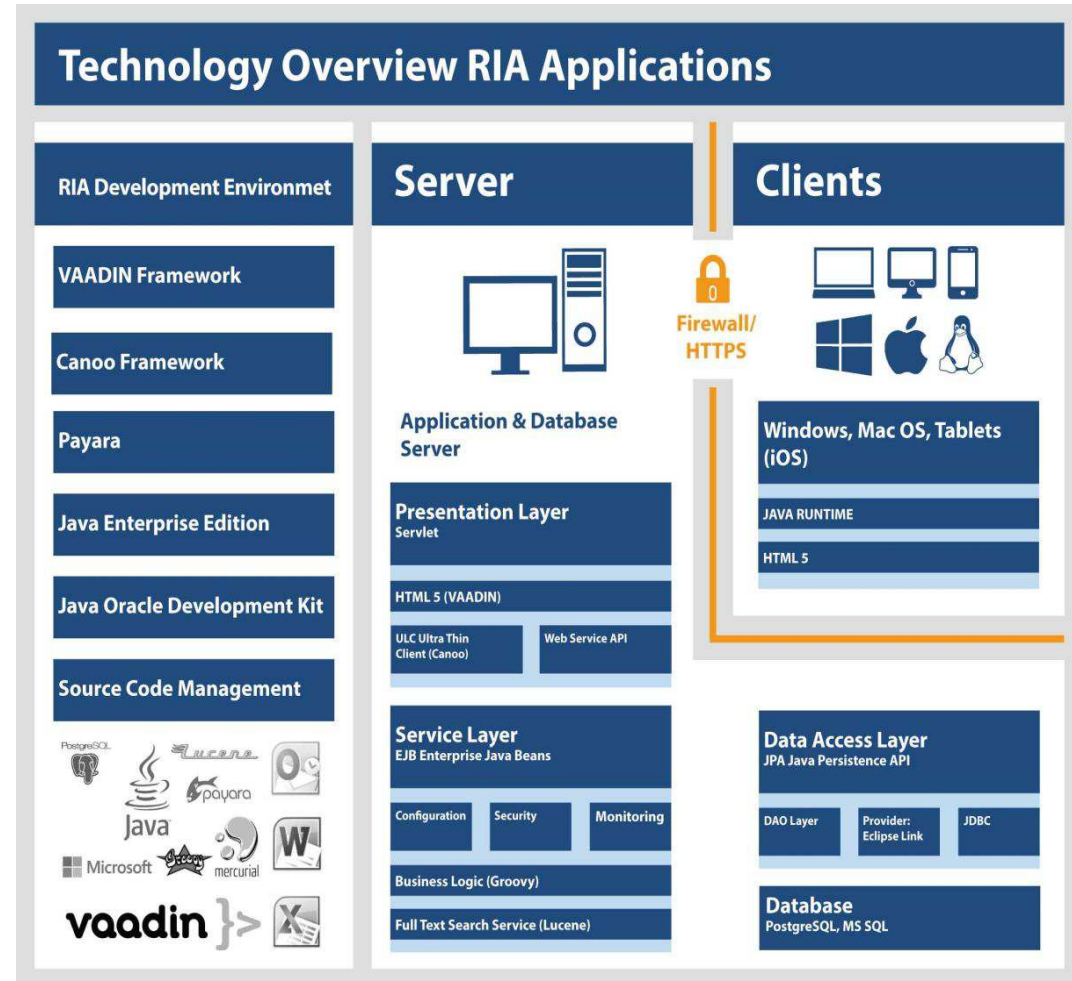 Technology Overview RIA Applications
RIA Development Environmet
VAADIN Framework
Canoo Framework
Payara
Java Enterprise Edition
Java Oracle Development Kit
Source Code Management
PostgreSQL
Lucene
payara
Java
Microsoft
Groovy
mercurial
O
W
vaadin }>
X
Server
Application & Database
Server
Presentation Layer
Servlet
HTML 5 (VAADIN)
ULC Ultra Thin
Client (Canoo)
Web Service API
Service Layer
EJB Enterprise Java Beans
Configuration
Security
Monitoring
Business Logic (Groovy)
Full Text Search Service (Lucene)
Firewall/
HTTPS
Clients
Windows, Mac OS, Tablets
(iOS)
JAVA RUNTIME
HTML 5
Data Access Layer
JPA Java Persistence API
DAO Layer
Provider:
Eclipse Link
JDBC
Database
PostgreSQL, MS SQL